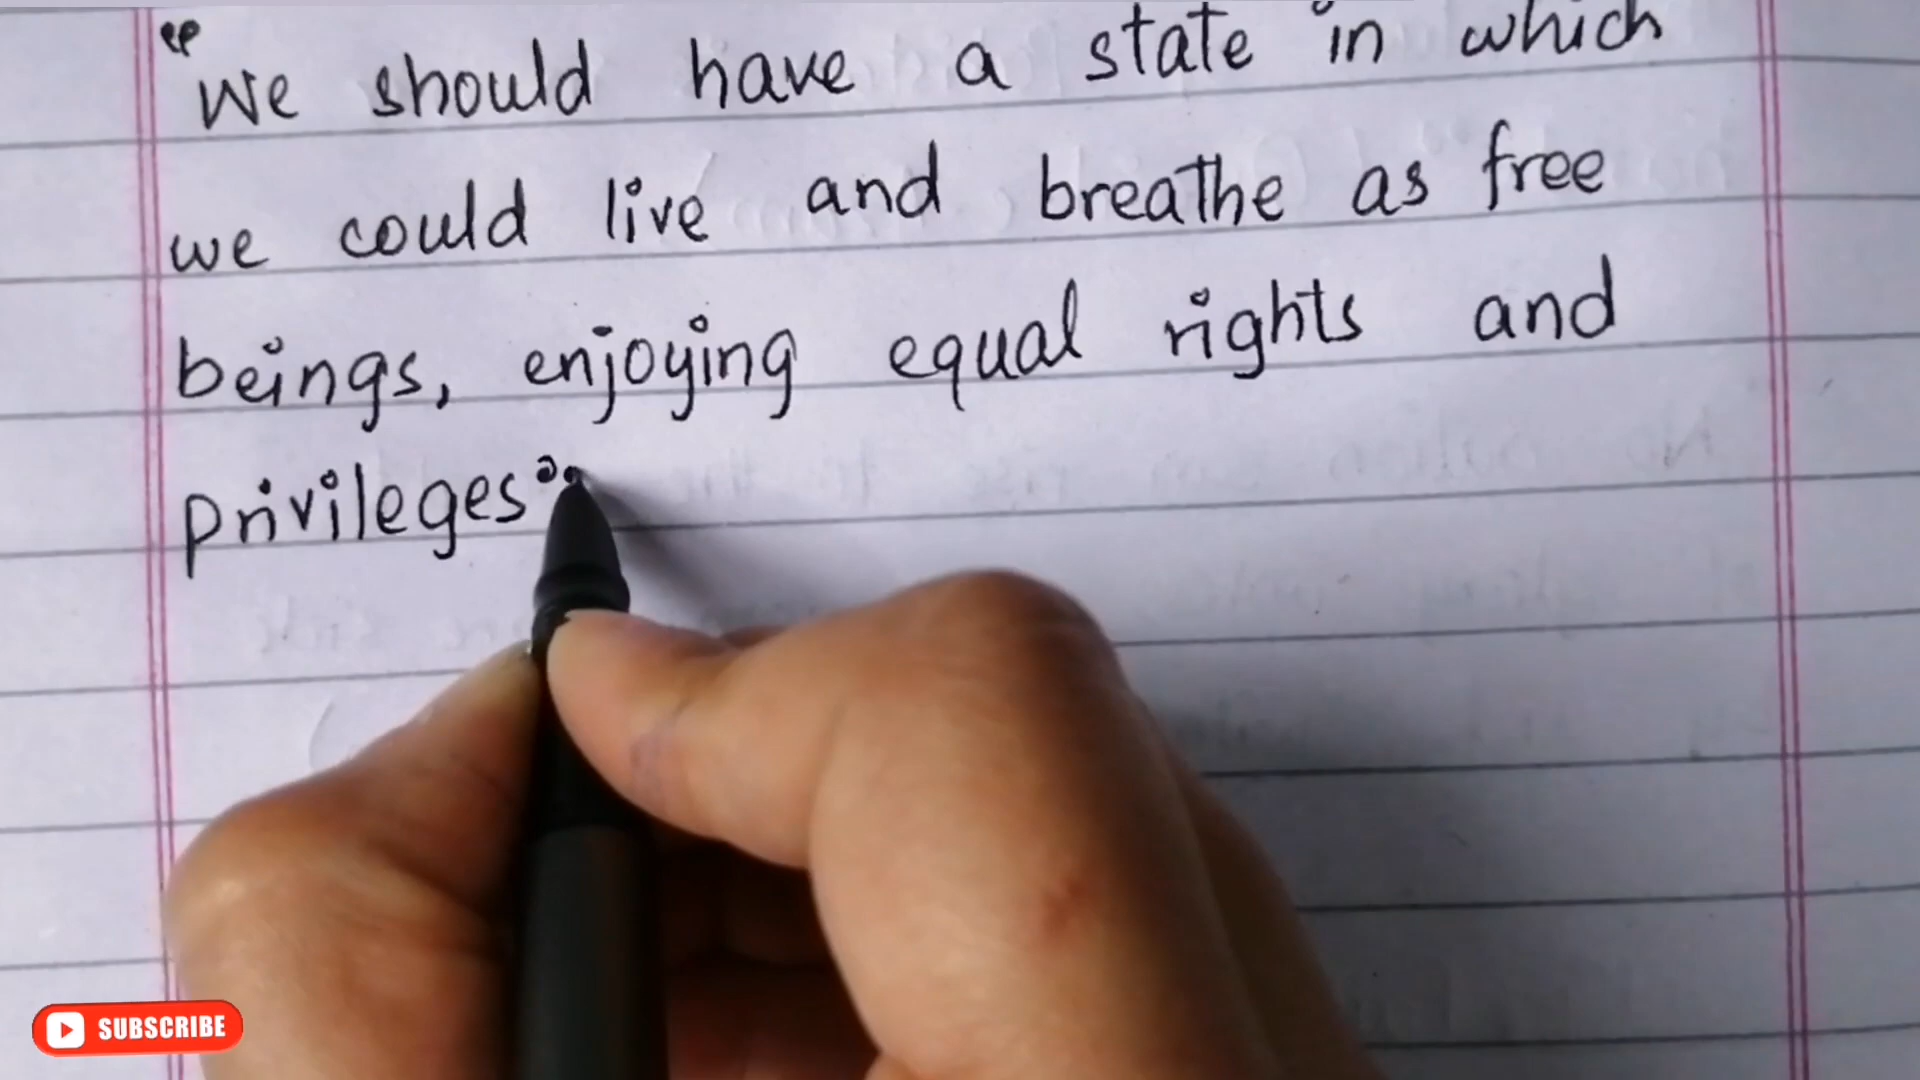 "We should have a state in which
we could live and breathe as free
beings, enjoying equal rights and
privileges"
SUBSCRIBE